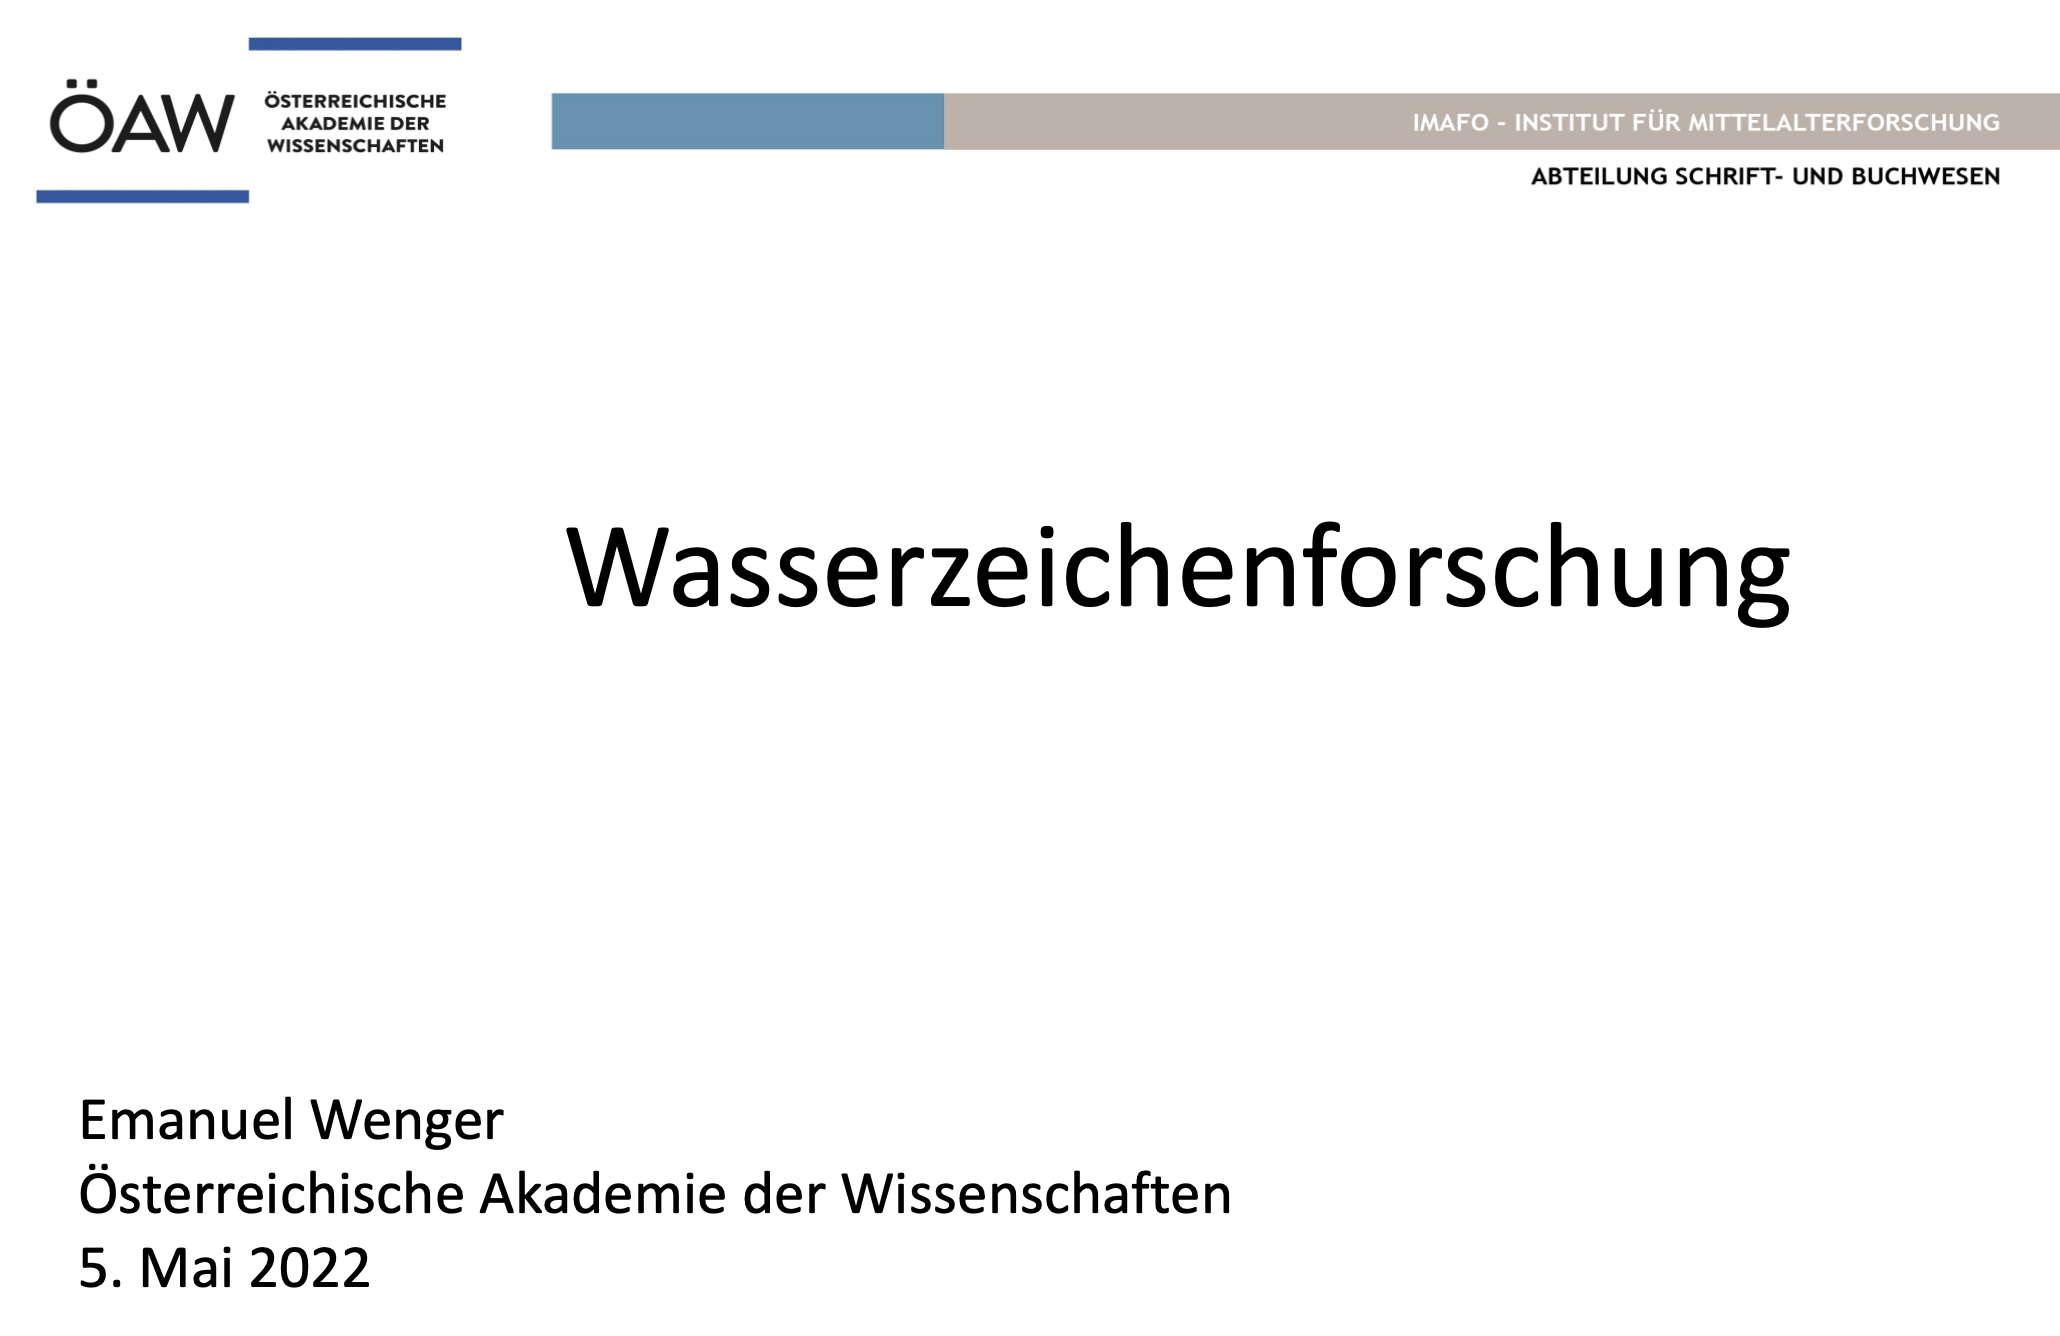 ÖAW
ÖSTERREICHISCHE
AKADEMIE DER
WISSENSCHAFTEN
IMAFO - INSTITUT FÜR MITTELALTERFORSCHUNG
ABTEILUNG SCHRIFT- UND BUCHWESEN
Wasserzeichenforschung
Emanuel Wenger
Österreichische Akademie der Wissenschaften
5. Mai 2022